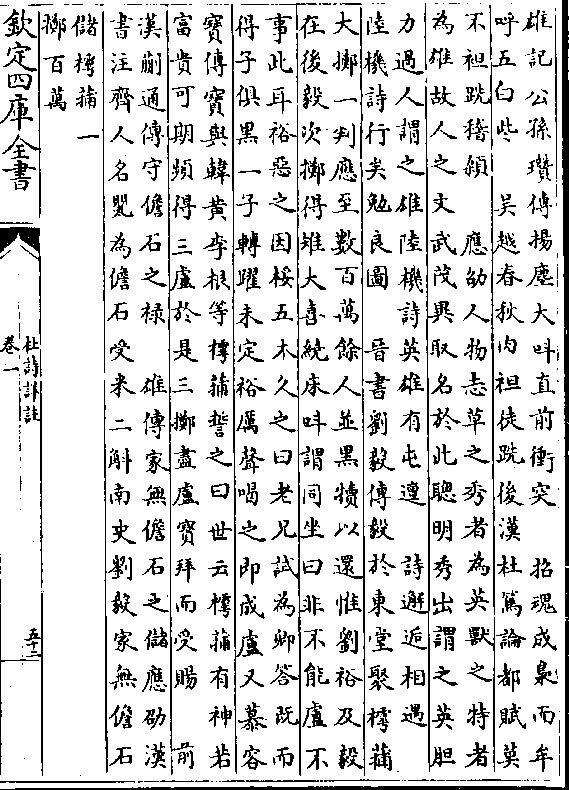 雄記公孫瓚傳揚塵大呌直前衝突　招魂成梟而牟
呼五白些　吳越春秋肉袒徒跣後漢杜篤論都賦莫
不袒跣稽顙　應劭人物志草之秀者為英獸之特者
為雄故人之文武茂異取名於此聰明秀出謂之英胆
力過人謂之雄陸機詩英雄有屯邅　詩邂逅相遇
陸機詩行矣勉良圖　晉書劉毅傳毅於東堂聚樗蒱
大擲一判應至數百萬餘人並黑犢以還惟劉裕及毅
在後毅次擲得雉大喜繞床呌謂同坐曰非不能盧不
事此耳裕惡之因挼五木久之曰老兄試為卿答既而
得子俱黑一子轉躍未定裕厲聲喝之即成盧又慕容
寶傳寶與韓黄李根等樗蒱誓之曰世云樗蒱有神若
富貴可期頻得三盧於是三擲盡盧寶拜而受賜　前
漢蒯通傳守儋石之禄　雄傳家無儋石之儲應劭漢
書注齊人名甖為儋石受米二斛南史劉毅家無儋石
儲樗蒱一
擲百萬
欽定四庫全書
杜詩詳註
卷一
五十二